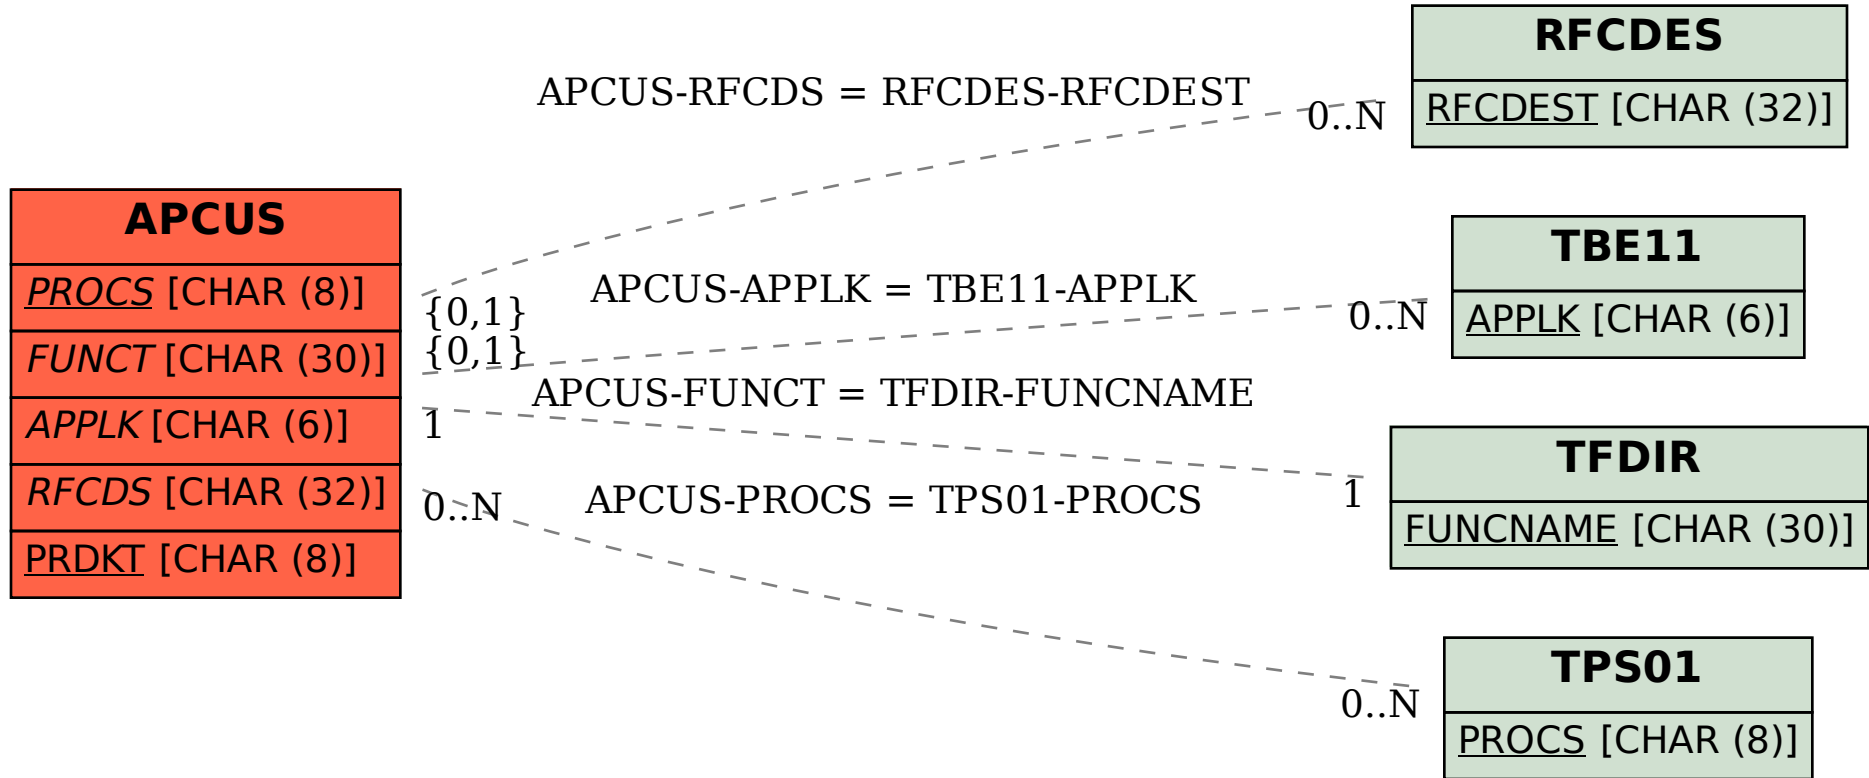 RFCDES
RFCDEST [CHAR (32)]
APCUS-RFCDS = RFCDES-RFCDEST
0..N
APCUS
PROCS [CHAR (8)]
FUNCT [CHAR (30)]
APPLK [CHAR (6)]
RFCDS [CHAR (32)]
PRDKT [CHAR (8)]
{0,1}
{0,1}
1
0..N
APCUS-APPLK = TBE11-APPLK
0..N
TBE11
APPLK [CHAR (6)]
APCUS-FUNCT = TFDIR-FUNCNAME
1
TFDIR
FUNCNAME [CHAR (30)]
APCUS-PROCS = TPS01-PROCS
0..N
TPS01
PROCS [CHAR (8)]